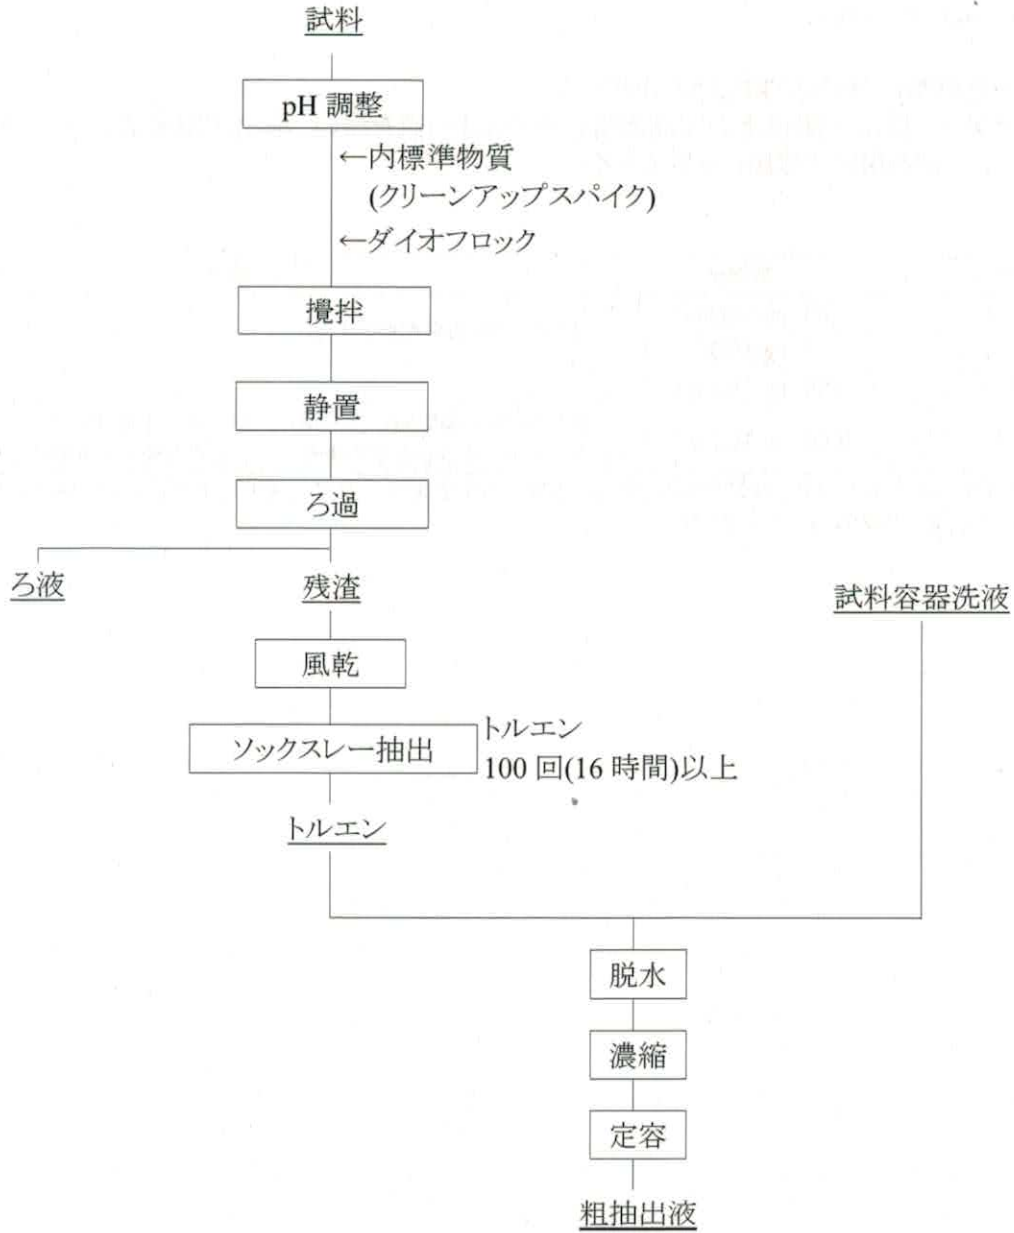 試料
pH 調整
←内標準物質
(クリーンアップスパイク)
←ダイオフロック
攪拌
静置
ろ過
ろ液
残渣
試料容器洗液
風乾
ソックスレー抽出
トルエン
100 回(16 時間)以上
トルエン
脱水
濃縮
定容
粗抽出液